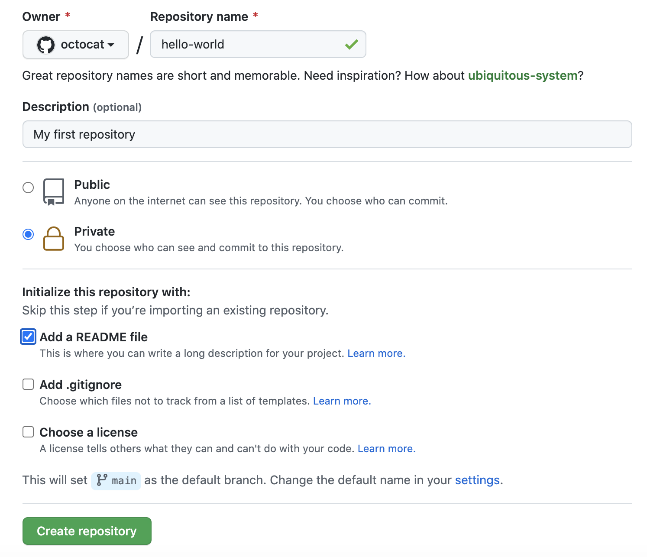 Owner * Repository name *
octocat / hello-world
Great repository names are short and memorable. Need inspiration? How about ubiquitous-system?
Description (optional)
My first repository
Public
Anyone on the internet can see this repository. You choose who can commit.
Private
You choose who can see and commit to this repository.
Initialize this repository with:
Skip this step if you’re importing an existing repository.
Add a README file
This is where you can write a long description for your project. Learn more.
Add .gitignore
Choose which files not to track from a list of templates. Learn more.
Choose a license
A license tells others what they can and can't do with your code. Learn more.
This will set main as the default branch. Change the default name in your settings.
Create repository